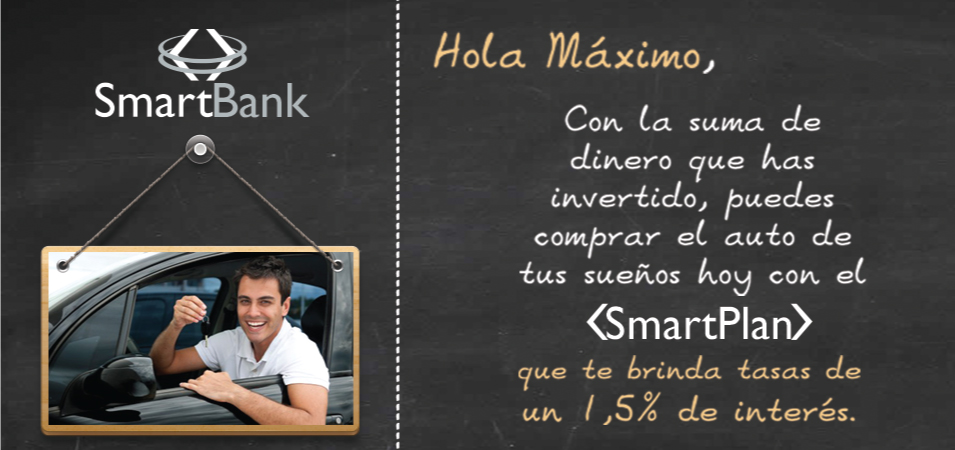 SmartBank
Hola Máximo,
Con la suma de
dinero que has
invertido, puedes
comprar el auto de
tus sueños hoy con el
<SmartPlan>
que te brinda tasas de
un 1,5% de interés.